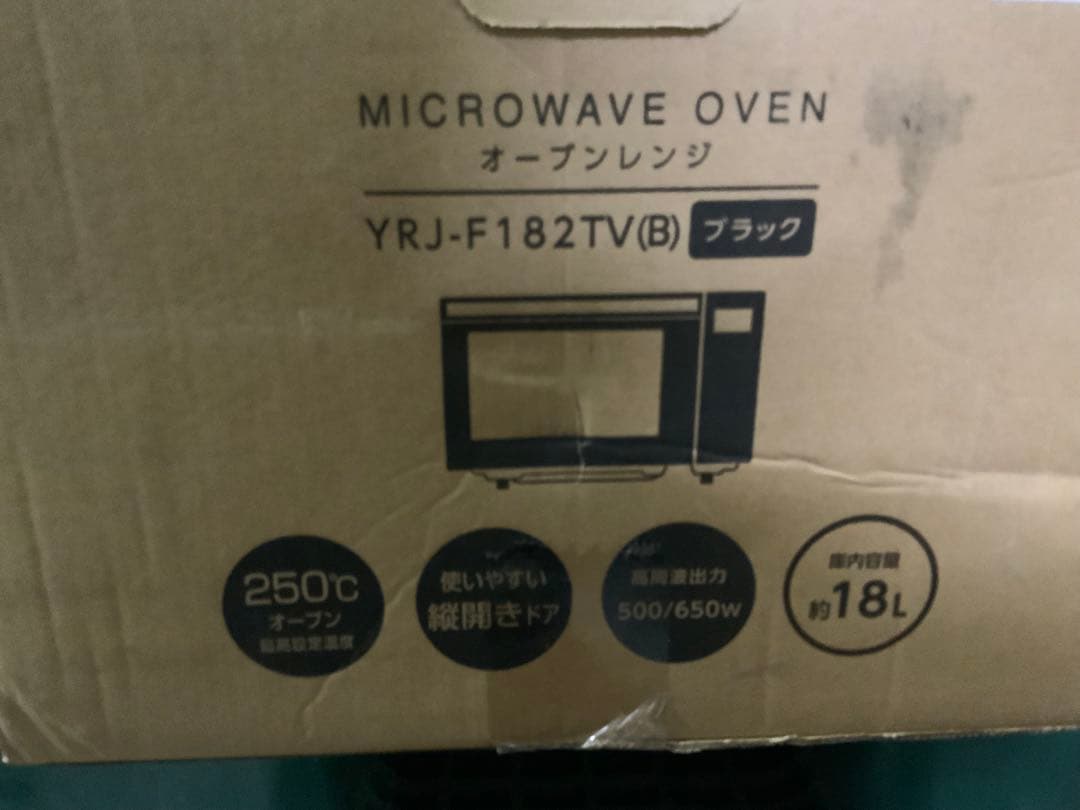 MICROWAVE OVEN
オーブンレンジ
YRJ-F182TV(B) ブラック
250℃
オーブン
最高設定温度
使いやすい
縦開きドア
高周波出力
500/650W
庫内容量
約18L